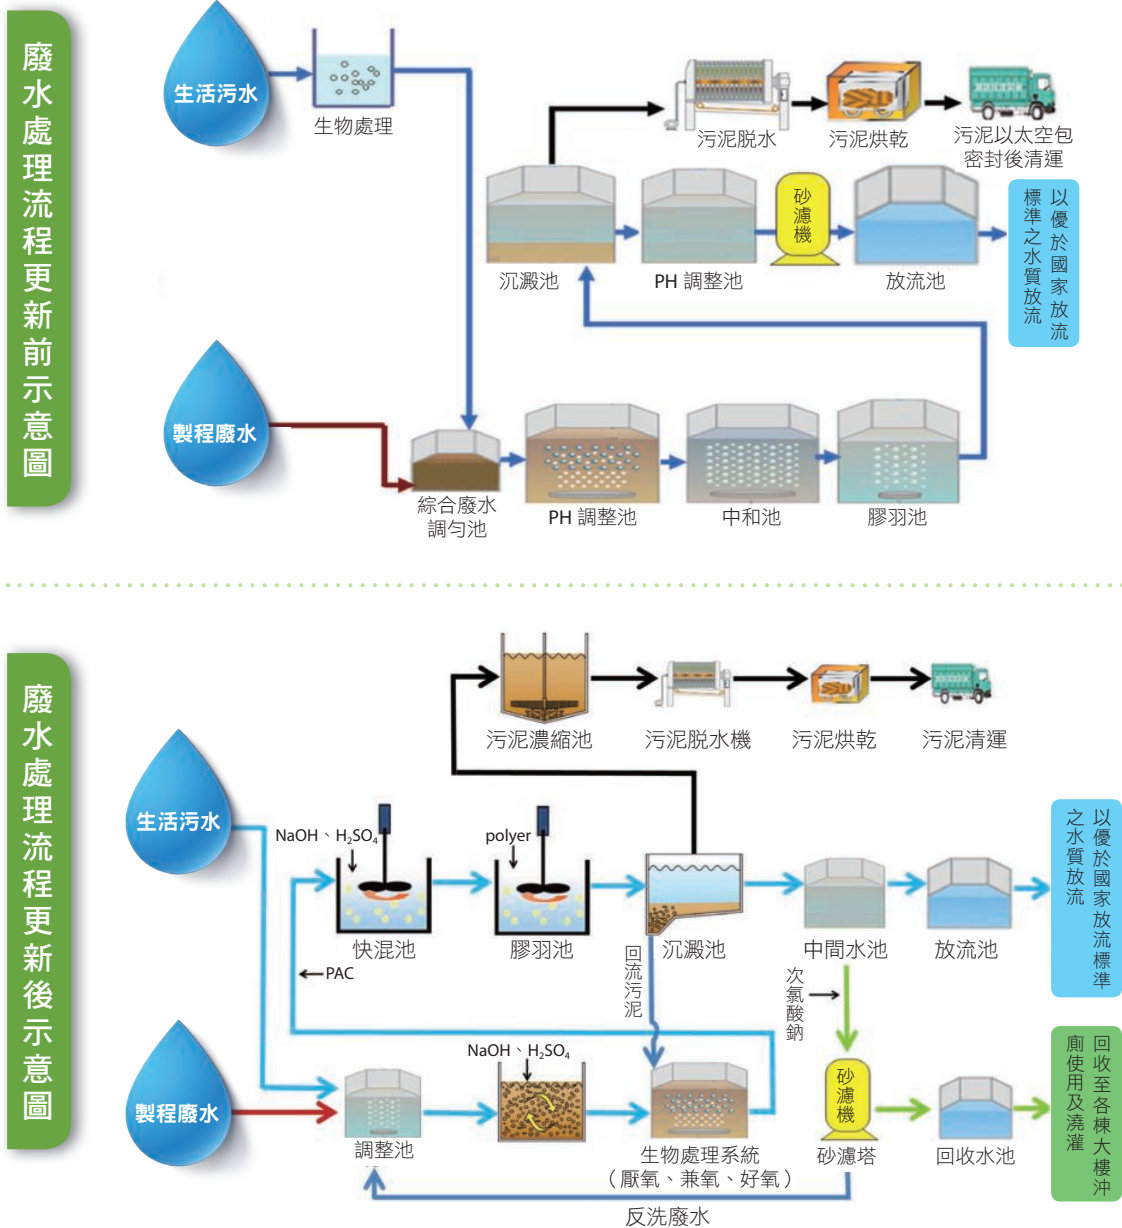 廢水處理流程更新前示意圖
生活污水
生物處理
污泥脱水
污泥烘乾
污泥以太空包
密封後清運
沉澱池
PH 調整池
砂濾機
放流池
以優於國家放流
標準之水質放流
製程廢水
綜合廢水
調勻池
PH 調整池
中和池
膠羽池
廢水處理流程更新後示意圖
污泥濃縮池
污泥脱水機
污泥烘乾
污泥清運
生活污水
NaOH、H₂SO₄
polyer
快混池
膠羽池
沉澱池
中間水池
放流池
以優於國家放流標準
之水質放流
PAC
回流污泥
次氯酸鈉
製程廢水
NaOH、H₂SO₄
調整池
生物處理系統
（厭氧、兼氧、好氧）
砂濾機
砂濾塔
回收水池
回收至各棟大樓沖
廁使用及澆灌
反洗廢水